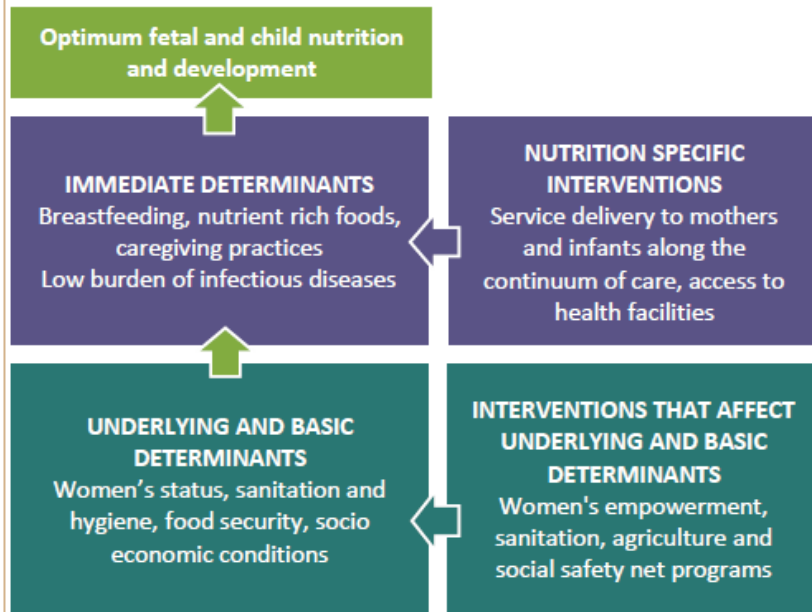 Optimum fetal and child nutrition
and development
IMMEDIATE DETERMINANTS
Breastfeeding, nutrient rich foods,
caregiving practices
Low burden of infectious diseases
NUTRITION SPECIFIC
INTERVENTIONS
Service delivery to mothers
and infants along the
continuum of care, access to
health facilities
UNDERLYING AND BASIC
DETERMINANTS
Women’s status, sanitation and
hygiene, food security, socio
economic conditions
INTERVENTIONS THAT AFFECT
UNDERLYING AND BASIC
DETERMINANTS
Women's empowerment,
sanitation, agriculture and
social safety net programs